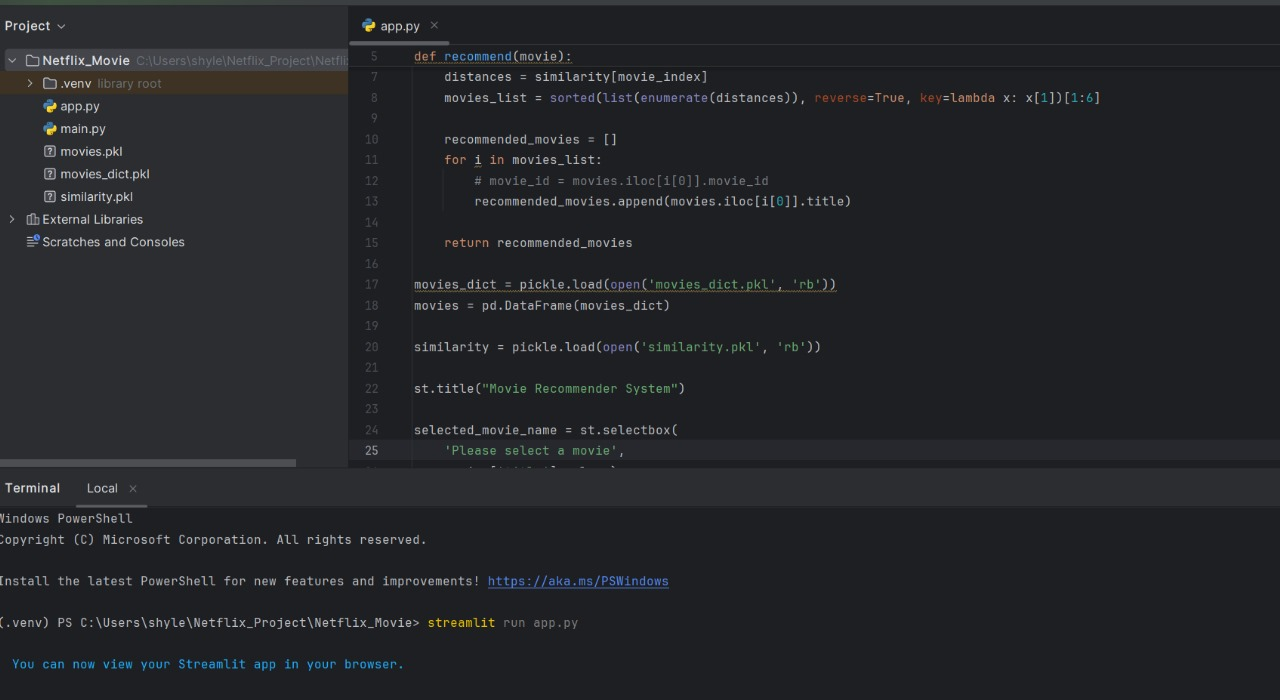 Project
app.py
Netflix_Movie C:\Users\shyle\Netflix_Project\Netfli
.venv library root
app.py
main.py
movies.pkl
movies_dict.pkl
similarity.pkl
External Libraries
Scratches and Consoles
5 def recommend(movie):
7 distances = similarity[movie_index]
8 movies_list = sorted(list(enumerate(distances)), reverse=True, key=lambda x: x[1])[1:6]
9
10 recommended_movies = []
11 for i in movies_list:
12 # movie_id = movies.iloc[i[0]].movie_id
13 recommended_movies.append(movies.iloc[i[0]].title)
14
15 return recommended_movies
16
17 movies_dict = pickle.load(open('movies_dict.pkl', 'rb'))
18 movies = pd.DataFrame(movies_dict)
19
20 similarity = pickle.load(open('similarity.pkl', 'rb'))
21
22 st.title("Movie Recommender System")
23
24 selected_movie_name = st.selectbox(
25 'Please select a movie',
Terminal Local
Windows PowerShell
Copyright (C) Microsoft Corporation. All rights reserved.
Install the latest PowerShell for new features and improvements! https://aka.ms/PSWindows
(.venv) PS C:\Users\shyle\Netflix_Project\Netflix_Movie> streamlit run app.py
You can now view your Streamlit app in your browser.